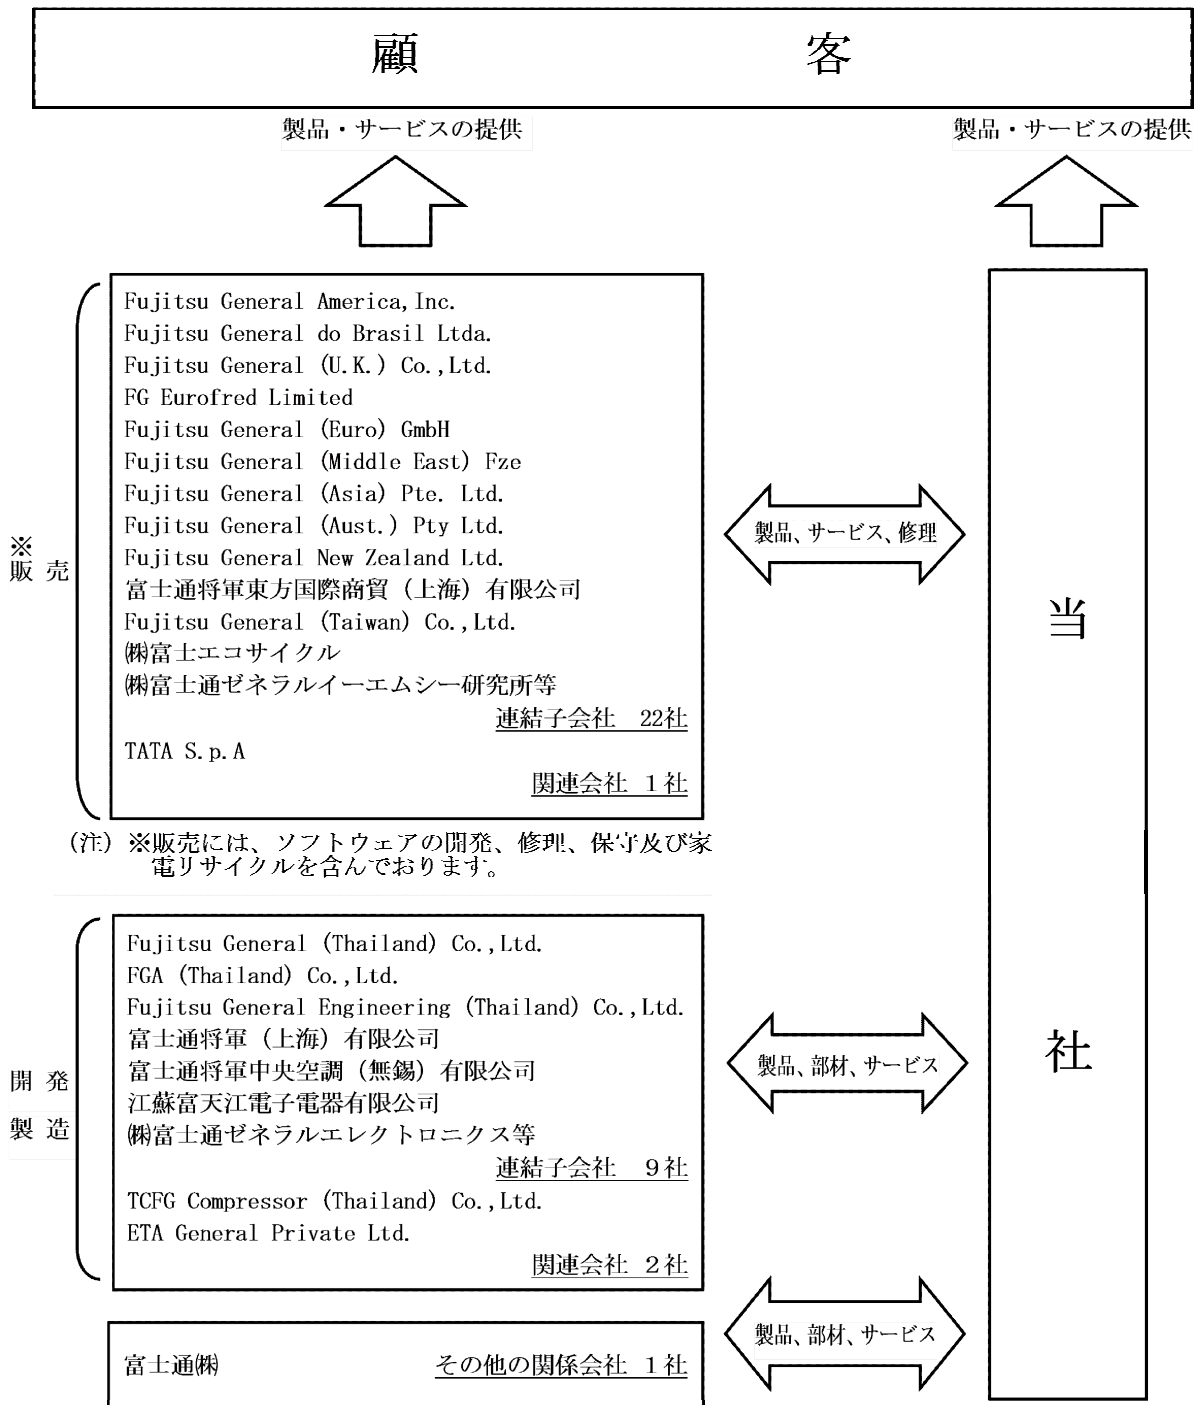 顧客
製品・サービスの提供
製品・サービスの提供
※
販売
Fujitsu General America,Inc.
Fujitsu General do Brasil Ltda.
Fujitsu General (U.K.) Co.,Ltd.
FG Eurofred Limited
Fujitsu General (Euro) GmbH
Fujitsu General (Middle East) Fze
Fujitsu General (Asia) Pte. Ltd.
Fujitsu General (Aust.) Pty Ltd.
Fujitsu General New Zealand Ltd.
富士通将軍東方国際商貿（上海）有限公司
Fujitsu General (Taiwan) Co.,Ltd.
㈱富士エコサイクル
㈱富士通ゼネラルイーエムシー研究所等
連結子会社　22社
TATA S.p.A
関連会社　１社
製品、サービス、修理
（注）※販売には、ソフトウェアの開発、修理、保守及び家
電リサイクルを含んでおります。
開発
製造
Fujitsu General (Thailand) Co.,Ltd.
FGA (Thailand) Co.,Ltd.
Fujitsu General Engineering (Thailand) Co.,Ltd.
富士通将軍（上海）有限公司
富士通将軍中央空調（無錫）有限公司
江蘇富天江電子電器有限公司
㈱富士通ゼネラルエレクトロニクス等
連結子会社　９社
TCFG Compressor (Thailand) Co.,Ltd.
ETA General Private Ltd.
関連会社　２社
製品、部材、サービス
富士通㈱　その他の関係会社　１社
製品、部材、サービス
当社